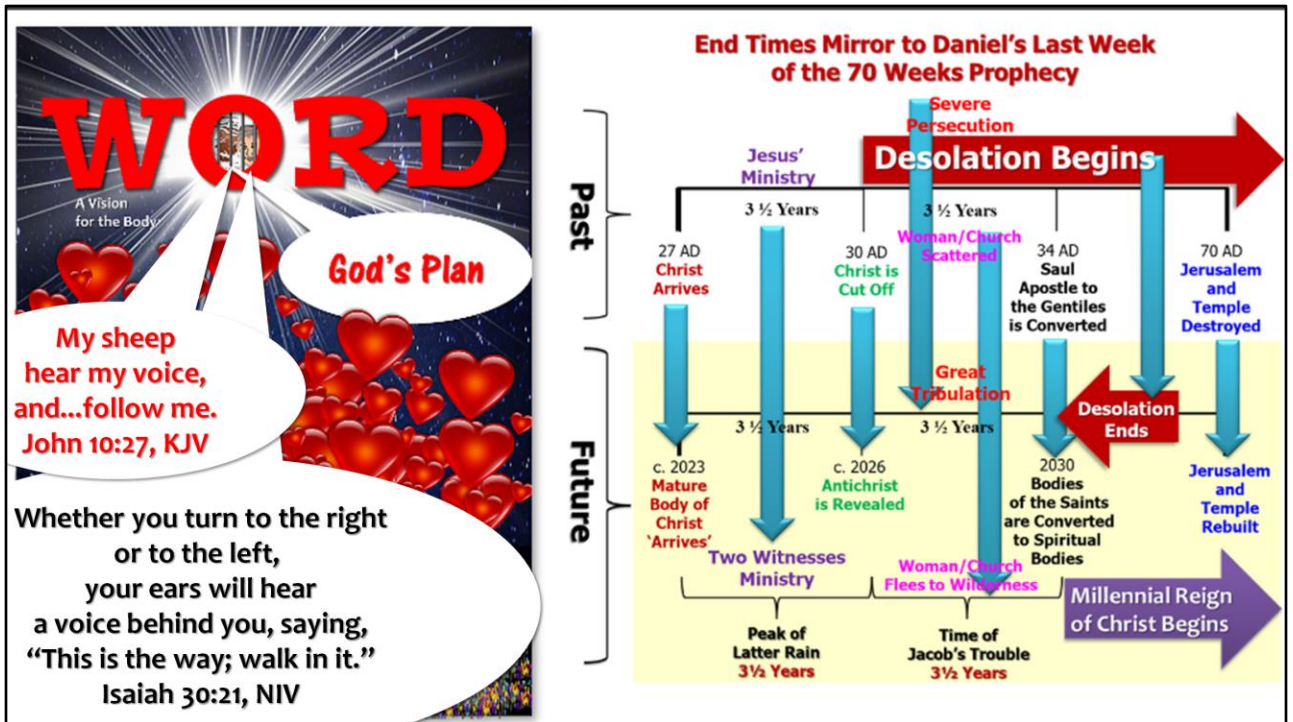 WORD
A Vision
for the Body
God's Plan
My sheep
hear my voice,
and...follow me.
John 10:27, KJV
Whether you turn to the right
or to the left,
your ears will hear
a voice behind you, saying,
“This is the way; walk in it.”
Isaiah 30:21, NIV
End Times Mirror to Daniel's Last Week
of the 70 Weeks Prophecy
Past
Severe
Persecution
Desolation Begins
Jesus'
Ministry
3 ½ Years
3 ½ Years
Woman/Church
Scattered
27 AD
Christ
Arrives
30 AD
Christ is
Cut Off
34 AD
Saul
Apostle to
the Gentiles
is Converted
70 AD
Jerusalem
and
Temple
Destroyed
Future
Great
Tribulation
Desolation
Ends
3 ½ Years
3 ½ Years
c. 2023
Mature
Body of
Christ
‘Arrives’
c. 2026
Antichrist
is Revealed
2030
Bodies
of the Saints
are Converted
to Spiritual
Bodies
Jerusalem
and
Temple
Rebuilt
Two Witnesses
Ministry
Woman/Church
Flees to Wilderness
Millennial Reign
of Christ Begins
Peak of
Latter Rain
3½ Years
Time of
Jacob's Trouble
3½ Years